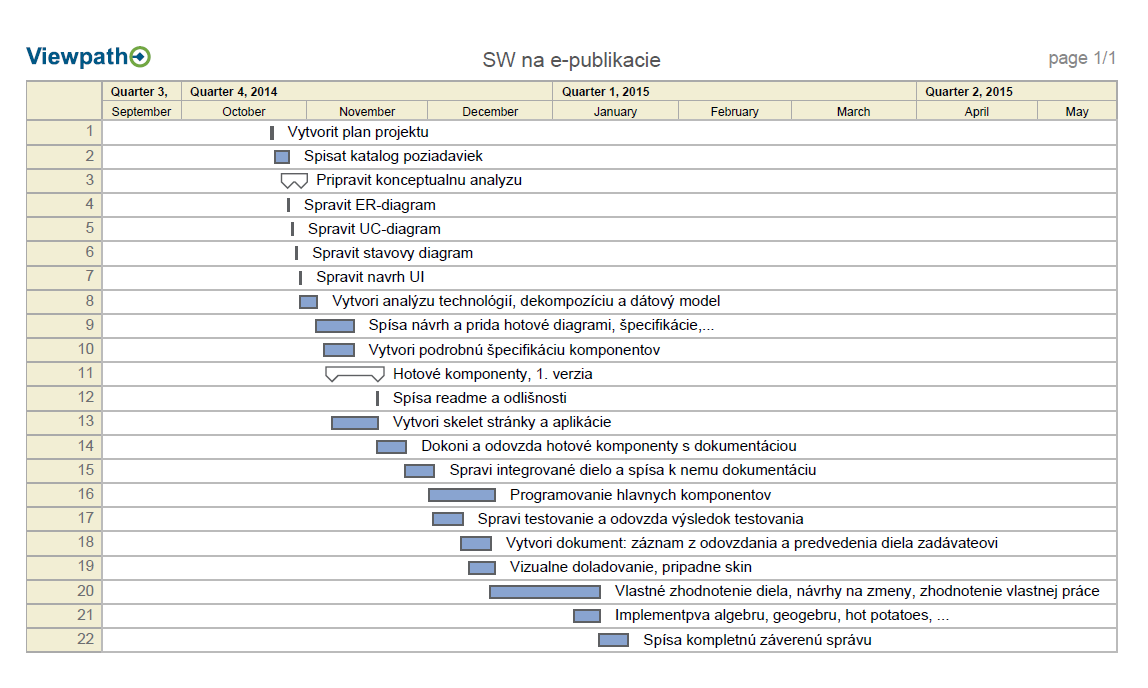 Viewpath
SW na e-publikacie
page 1/1
Quarter 3, Quarter 4, 2014 Quarter 1, 2015 Quarter 2, 2015
September October November December January February March April May
1 Vytvorit plan projektu
2 Spisat katalog poziadaviek
3 Pripravit konceptualnu analyzu
4 Spravit ER-diagram
5 Spravit UC-diagram
6 Spravit stavovy diagram
7 Spravit navrh UI
8 Vytvori analýzu technológií, dekompozíciu a dátový model
9 Spísa návrh a prida hotové diagrami, špecifikácie,...
10 Vytvori podrobnú špecifikáciu komponentov
11 Hotové komponenty, 1. verzia
12 Spísa readme a odlišnosti
13 Vytvori skelet stránky a aplikácie
14 Dokoni a odovzda hotové komponenty s dokumentáciou
15 Spravi integrované dielo a spísa k nemu dokumentáciu
16 Programovanie hlavnych komponentov
17 Spravi testovanie a odovzda výsledok testovania
18 Vytvori dokument: záznam z odovzdania a predvedenia diela zadávateovi
19 Vizualne doladovanie, pripadne skin
20 Vlastné zhodnotenie diela, návrhy na zmeny, zhodnotenie vlastnej práce
21 Implementpva algebru, geogebru, hot potatoes, ...
22 Spísa kompletnú záverenú správu